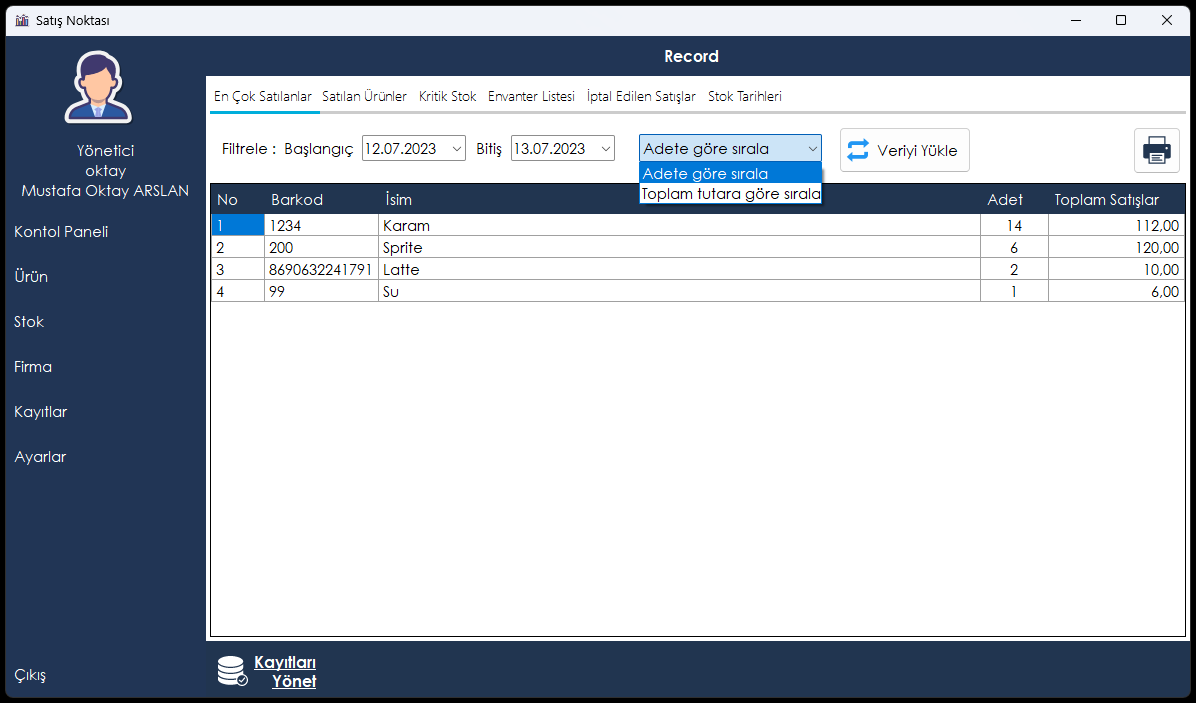 Satış Noktası
Record
Yönetici
oktay
Mustafa Oktay ARSLAN
Kontol Paneli
Ürün
Stok
Firma
Kayıtlar
Ayarlar
Çıkış
En Çok Satılanlar Satılan Ürünler Kritik Stok Envanter Listesi İptal Edilen Satışlar Stok Tarihleri
Filtrele : Başlangıç 12.07.2023 Bitiş 13.07.2023 Adete göre sırala Veriyi Yükle
Adete göre sırala
Toplam tutara göre sırala
No Barkod İsim Adet Toplam Satışlar
1 1234 Karam 14 112,00
2 200 Sprite 6 120,00
3 8690632241791 Latte 2 10,00
4 99 Su 1 6,00
Kayıtları
Yönet